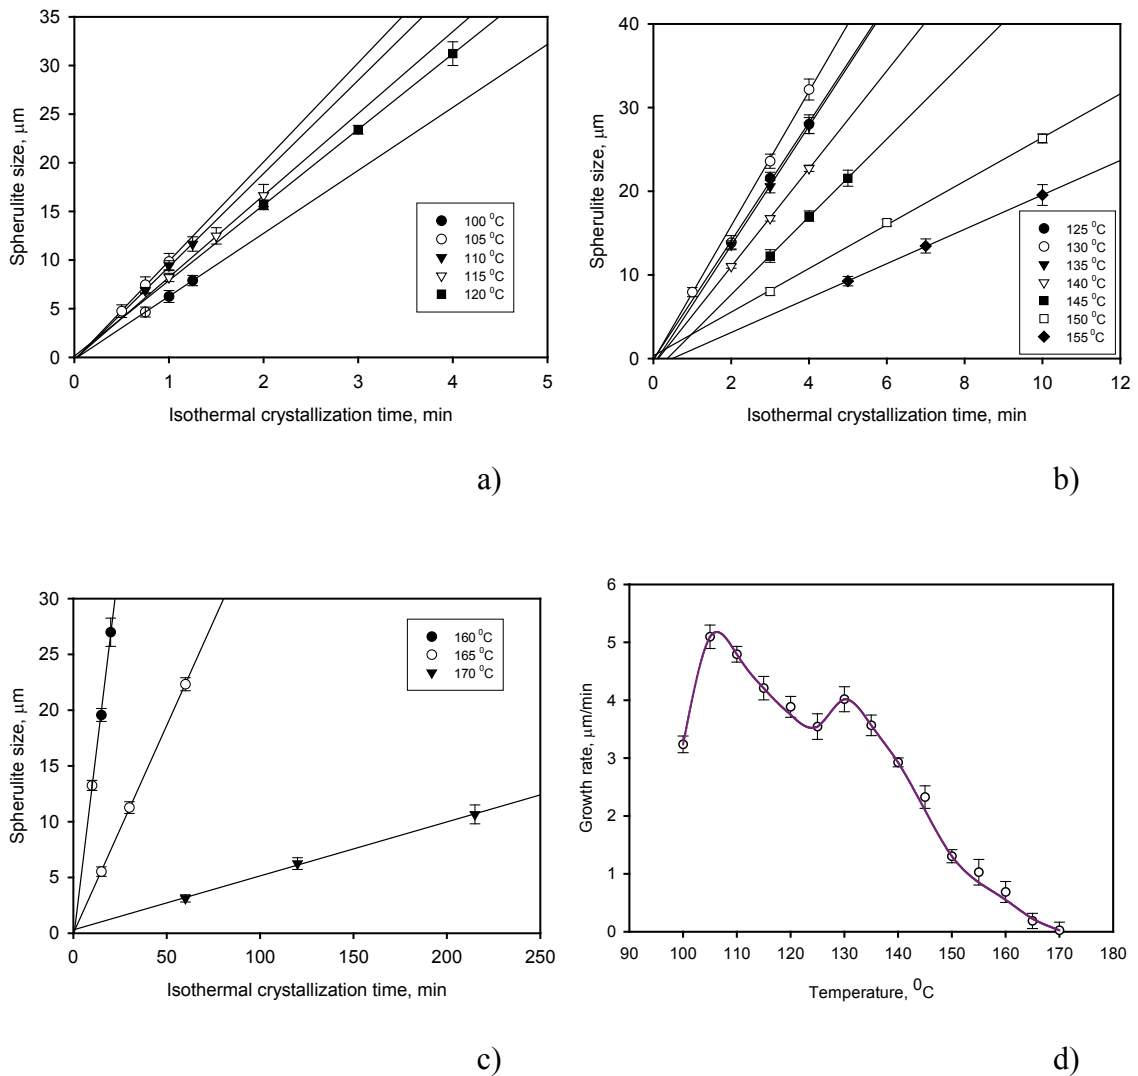 Spherulite size, μm
35
30
25
20
15
10
5
0
0 1 2 3 4 5
Isothermal crystallization time, min
100 ⁰C
105 ⁰C
110 ⁰C
115 ⁰C
120 ⁰C
a)
Spherulite size, μm
40
30
20
10
0
0 2 4 6 8 10 12
Isothermal crystallization time, min
125 ⁰C
130 ⁰C
135 ⁰C
140 ⁰C
145 ⁰C
150 ⁰C
155 ⁰C
b)
Spherulite size, μm
30
25
20
15
10
5
0
0 50 100 150 200 250
Isothermal crystallization time, min
160 ⁰C
165 ⁰C
170 ⁰C
c)
Growth rate, μm/min
6
5
4
3
2
1
0
90 100 110 120 130 140 150 160 170 180
Temperature, ⁰C
d)